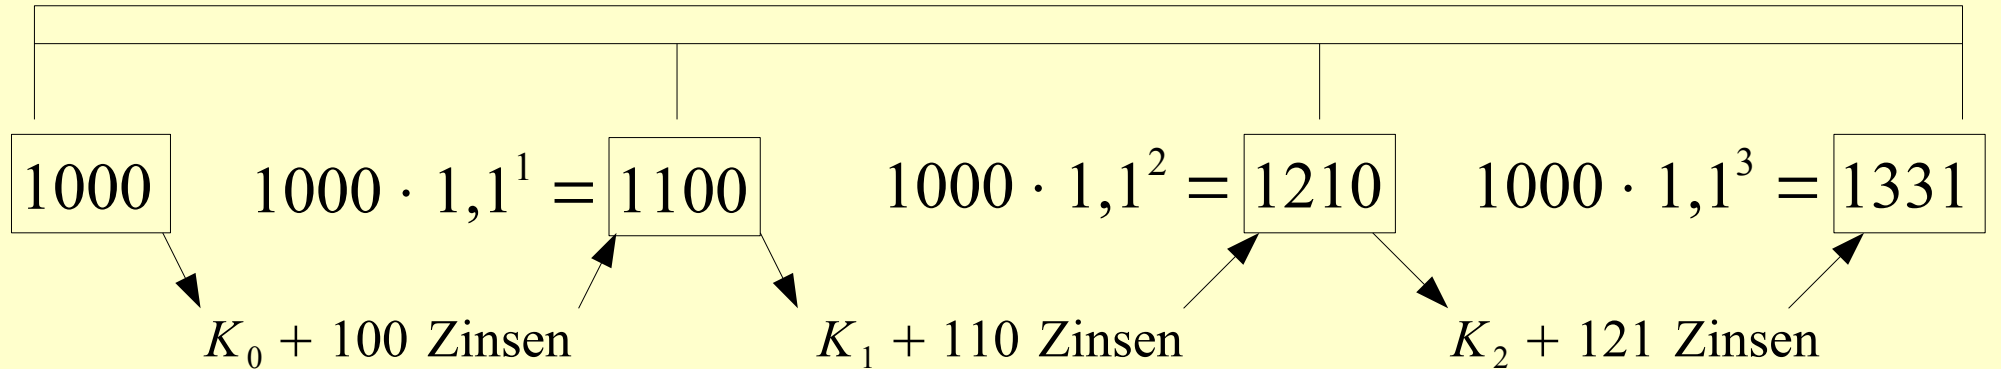 1000 1000 · 1,1¹ = 1100 1000 · 1,1² = 1210 1000 · 1,1³ = 1331
K₀ + 100 Zinsen K₁ + 110 Zinsen K₂ + 121 Zinsen